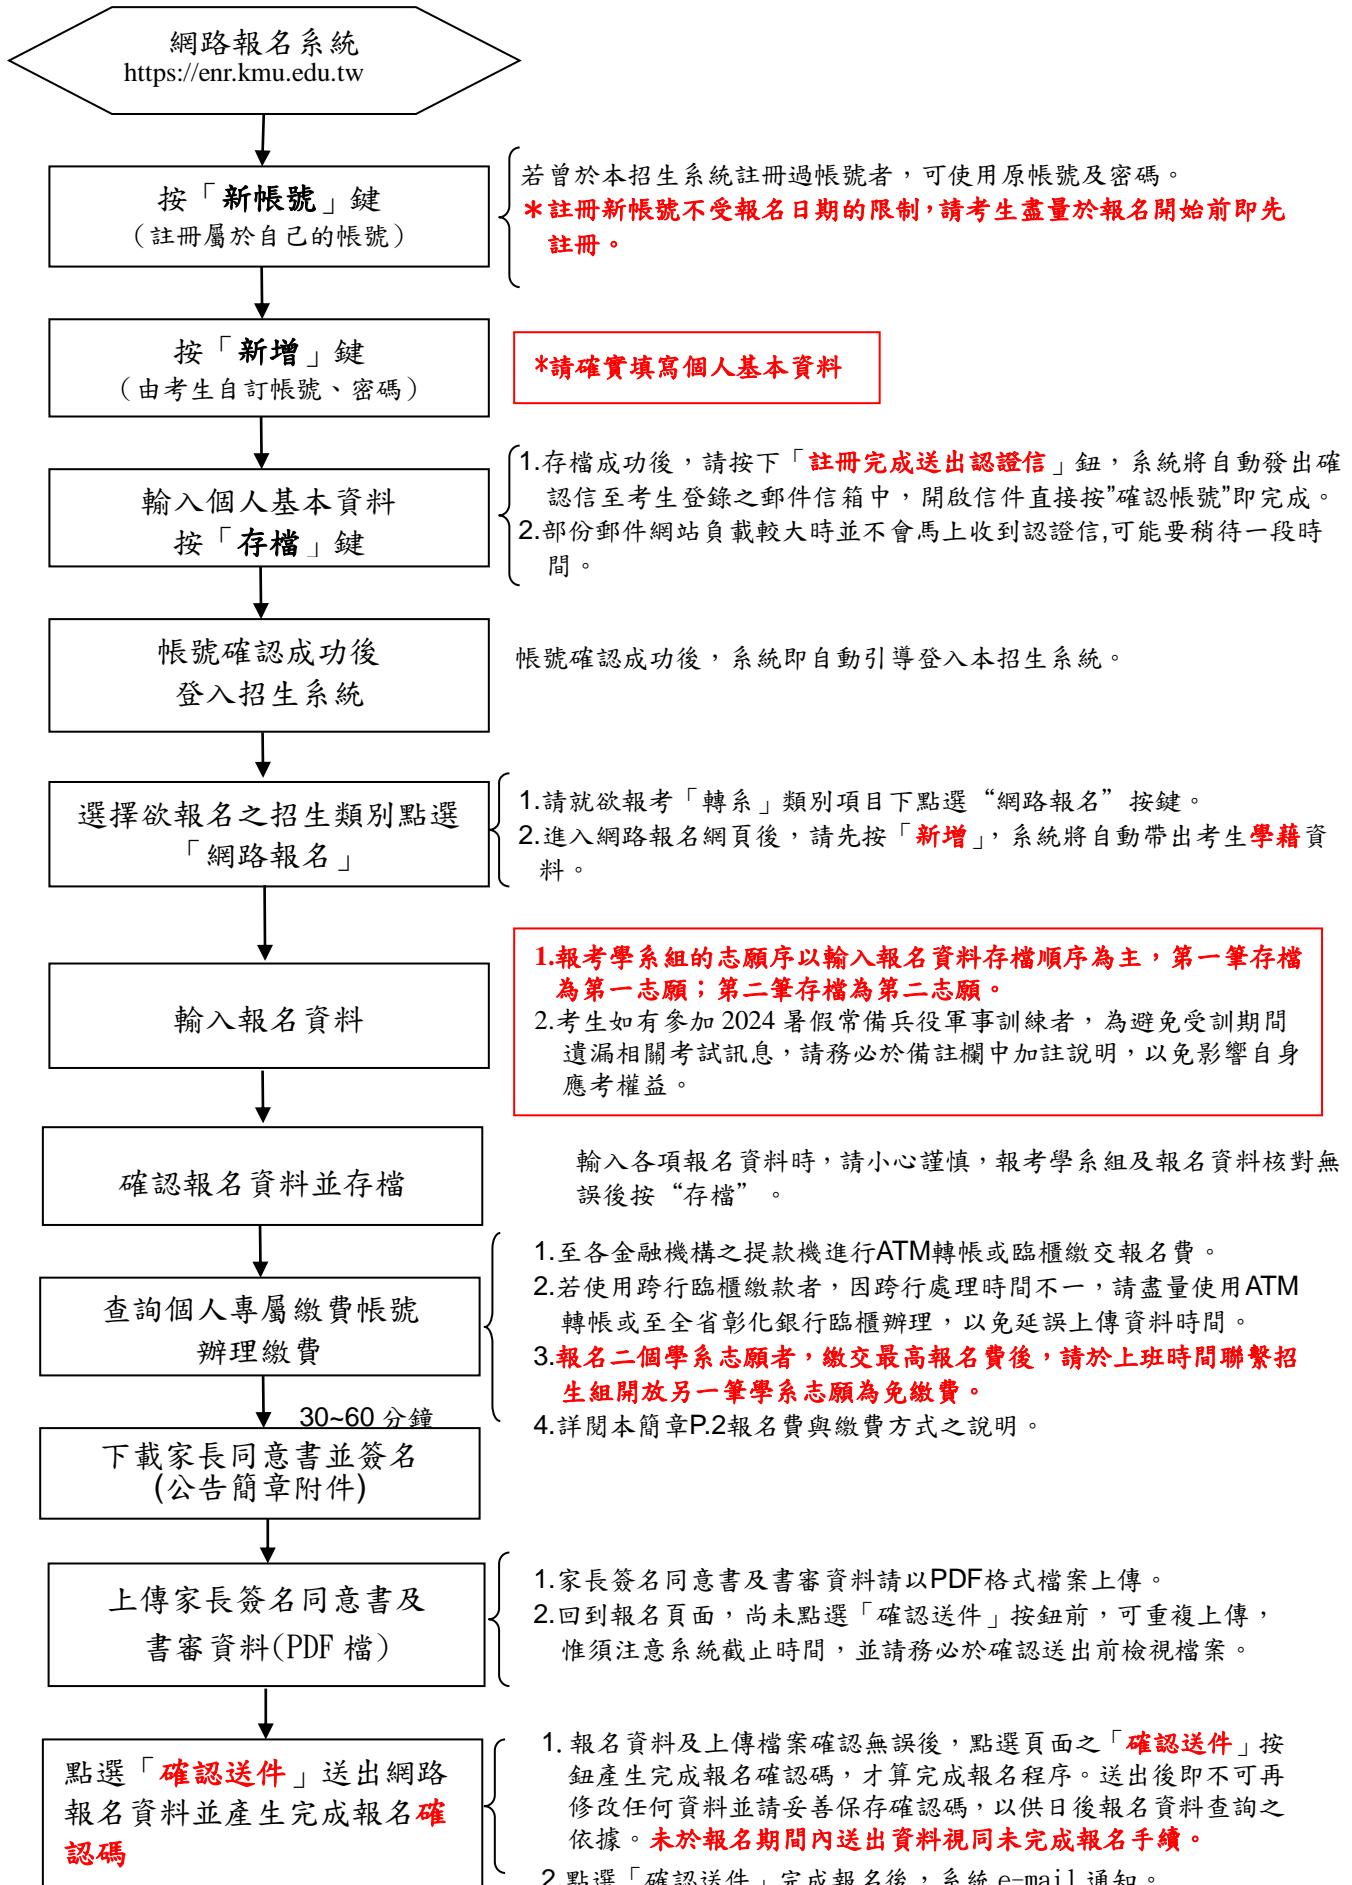 網路報名系統
https://enr.kmu.edu.tw
按「新帳號」鍵
（註冊屬於自己的帳號）
若曾於本招生系統註冊過帳號者，可使用原帳號及密碼。
＊註冊新帳號不受報名日期的限制，請考生盡量於報名開始前即先
註冊。
按「新增」鍵
（由考生自訂帳號、密碼）
*請確實填寫個人基本資料
輸入個人基本資料
按「存檔」鍵
1.存檔成功後，請按下「註冊完成送出認證信」鈕，系統將自動發出確
認信至考生登錄之郵件信箱中，開啟信件直接按”確認帳號”即完成。
2.部份郵件網站負載較大時並不會馬上收到認證信,可能要稍待一段時
間。
帳號確認成功後
登入招生系統
帳號確認成功後，系統即自動引導登入本招生系統。
選擇欲報名之招生類別點選
「網路報名」
1.請就欲報考「轉系」類別項目下點選“網路報名”按鍵。
2.進入網路報名網頁後，請先按「新增」，系統將自動帶出考生學籍資
料。
輸入報名資料
1.報考學系組的志願序以輸入報名資料存檔順序為主，第一筆存檔
為第一志願；第二筆存檔為第二志願。
2.考生如有參加 2024 暑假常備兵役軍事訓練者，為避免受訓期間
遺漏相關考試訊息，請務必於備註欄中加註說明，以免影響自身
應考權益。
確認報名資料並存檔
輸入各項報名資料時，請小心謹慎，報考學系組及報名資料核對無
誤後按“存檔”。
查詢個人專屬繳費帳號
辦理繳費
1.至各金融機構之提款機進行ATM轉帳或臨櫃繳交報名費。
2.若使用跨行臨櫃繳款者，因跨行處理時間不一，請盡量使用ATM
轉帳或至全省彰化銀行臨櫃辦理，以免延誤上傳資料時間。
3.報名二個學系志願者，繳交最高報名費後，請於上班時間聯繫招
生組開放另一筆學系志願為免繳費。
4.詳閱本簡章P.2報名費與繳費方式之說明。
30~60 分鐘
下載家長同意書並簽名
(公告簡章附件)
上傳家長簽名同意書及
書審資料(PDF 檔)
1.家長簽名同意書及書審資料請以PDF格式檔案上傳。
2.回到報名頁面，尚未點選「確認送件」按鈕前，可重複上傳，
惟須注意系統截止時間，並請務必於確認送出前檢視檔案。
點選「確認送件」送出網路
報名資料並產生完成報名確
認碼
1. 報名資料及上傳檔案確認無誤後，點選頁面之「確認送件」按
鈕產生完成報名確認碼，才算完成報名程序。送出後即不可再
修改任何資料並請妥善保存確認碼，以供日後報名資料查詢之
依據。未於報名期間內送出資料視同未完成報名手續。
2.點選「確認送件」完成報名後，系統 e-mail 通知。